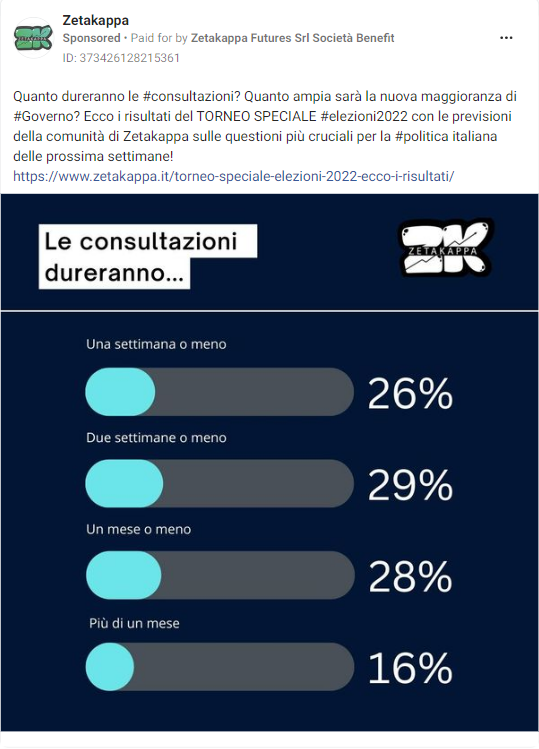 Zetakappa
Sponsored • Paid for by Zetakappa Futures Srl Società Benefit
ID: 373426128215361
Quanto dureranno le #consultazioni? Quanto ampia sarà la nuova maggioranza di
#Governo? Ecco i risultati del TORNEO SPECIALE #elezioni2022 con le previsioni
della comunità di Zetakappa sulle questioni più cruciali per la #politica italiana
delle prossima settimane!
https://www.zetakappa.it/torneo-speciale-elezioni-2022-ecco-i-risultati/
Le consultazioni
dureranno...
ZK
ZETAKAPPA
Una settimana o meno
26%
Due settimane o meno
29%
Un mese o meno
28%
Più di un mese
16%